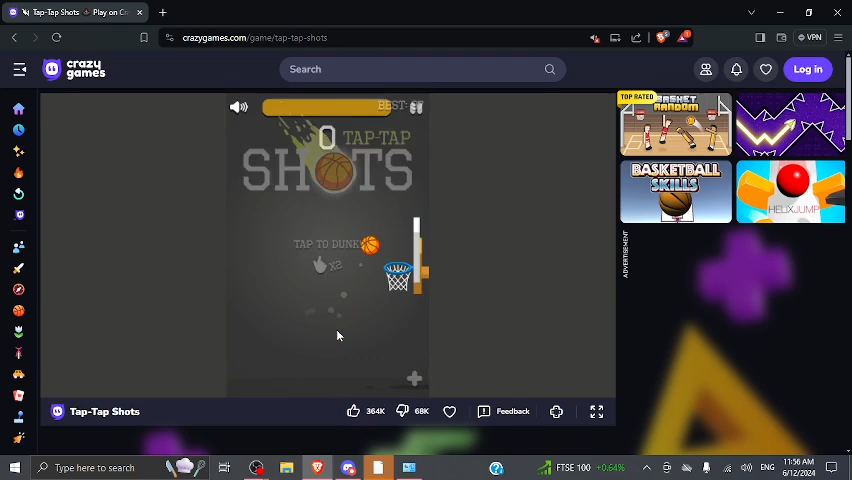 Tap-Tap Shots
Play on Cr
crazygames.com/game/tap-tap-shots
VPN
crazy
games
Search
Log in
BEST:
0
TAP-TAP
SHOTS
TAP TO DUNK
X2
TOP RATED
BASKET
RANDOM
BASKETBALL
SKILLS
HELIX JUMP
ADVERTISEMENT
Tap-Tap Shots
364K
68K
Feedback
Type here to search
FTSE 100 +0.64%
ENG
11:56 AM
6/12/2024